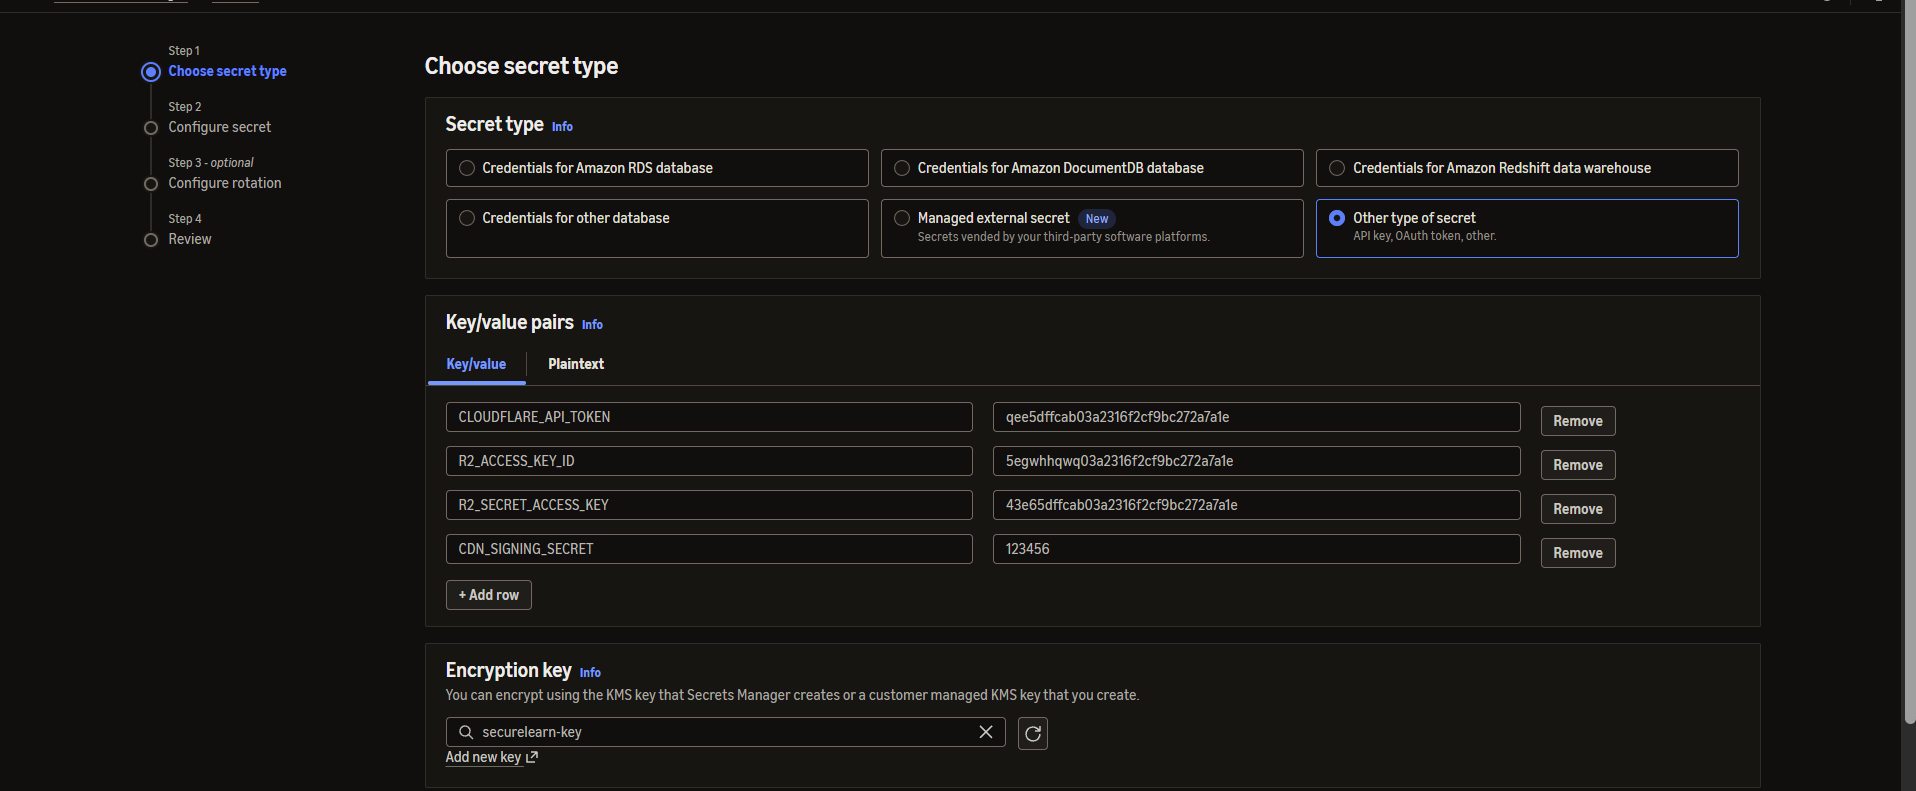 Step 1
Choose secret type
Step 2
Configure secret
Step 3 - optional
Configure rotation
Step 4
Review
Choose secret type
Secret type Info
Credentials for Amazon RDS database
Credentials for Amazon DocumentDB database
Credentials for Amazon Redshift data warehouse
Credentials for other database
Managed external secret New
Secrets vended by your third-party software platforms.
Other type of secret
API key, OAuth token, other.
Key/value pairs Info
Key/value Plaintext
CLOUDFLARE_API_TOKEN qee5dffcab03a2316f2cf9bc272a7a1e Remove
R2_ACCESS_KEY_ID 5egwhhqwq03a2316f2cf9bc272a7a1e Remove
R2_SECRET_ACCESS_KEY 43e65dffcab03a2316f2cf9bc272a7a1e Remove
CDN_SIGNING_SECRET 123456 Remove
+ Add row
Encryption key Info
You can encrypt using the KMS key that Secrets Manager creates or a customer managed KMS key that you create.
securelearn-key
Add new key